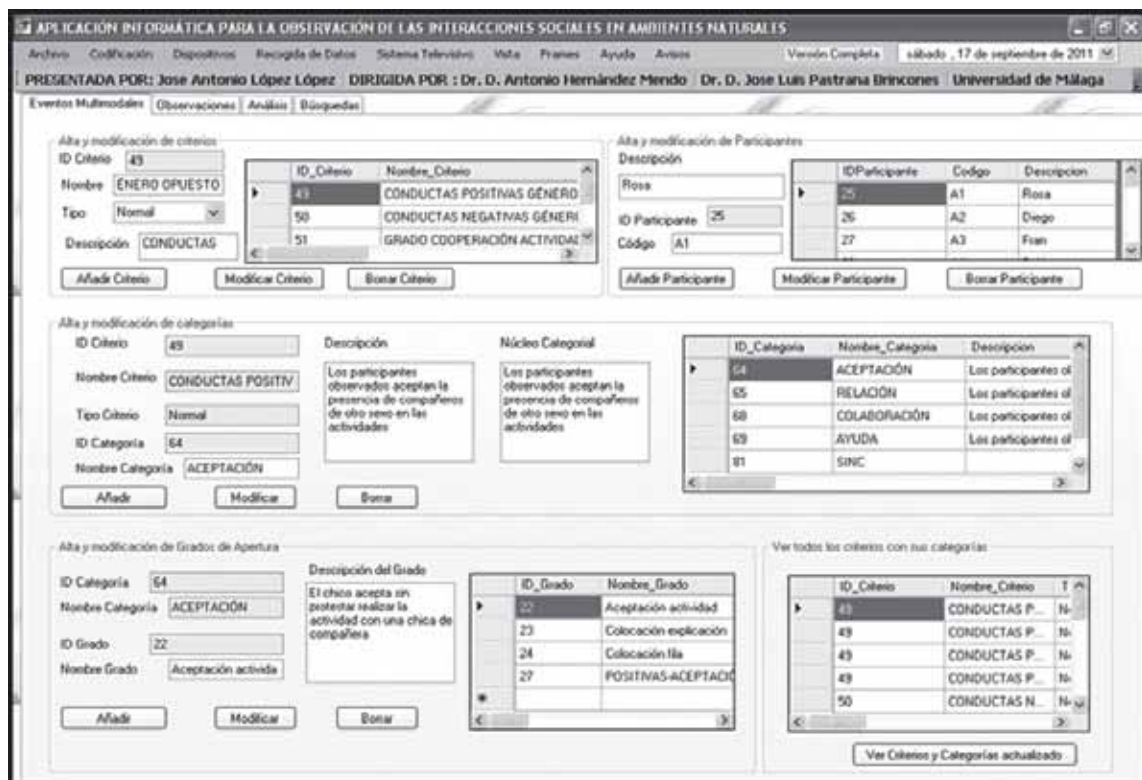 APLICACIÓN INFORMÁTICA PARA LA OBSERVACIÓN DE LAS INTERACCIONES SOCIALES EN AMBIENTES NATURALES
Archivo Codificación Dispositivos Recogida de Datos Sistema Televisivo Vista Frames Ayuda Avisos Versión Completa sábado , 17 de septiembre de 2011
PRESENTADA POR: Jose Antonio López López DIRIGIDA POR : Dr. D. Antonio Hernández Mendo Dr. D. Jose Luis Pastrana Brincones Universidad de Málaga
Eventos Multimodales Observaciones Análisis Búsquedas
Alta y modificación de criterios
ID Criterio 49
Nombre ÉNERO OPUESTO
Tipo Normal
Descripción CONDUCTAS
ID_Criterio Nombre_Criterio
49 CONDUCTAS POSITIVAS GÉNERO
50 CONDUCTAS NEGATIVAS GÉNERI
51 GRADO COOPERACIÓN ACTIVIDAD
Añadir Criterio Modificar Criterio Borrar Criterio
Alta y modificación de Participantes
Descripción
Rosa
ID Participante 25
Código A1
IDParticipante Codigo Descripcion
25 A1 Rosa
26 A2 Diego
27 A3 Fran
Añadir Participante Modificar Participante Borrar Participante
Alta y modificación de categorías
ID Criterio 49
Nombre Criterio CONDUCTAS POSITIV
Tipo Criterio Normal
ID Categoría 64
Nombre Categoría ACEPTACIÓN
Descripción
Los participantes
observados aceptan la
presencia de compañeros
de otro sexo en las
actividades
Núcleo Categorial
Los participantes
observados aceptan la
presencia de compañeros
de otro sexo en las
actividades
ID_Categoria Nombre_Categoria Descripcion
64 ACEPTACIÓN Los participantes ol
65 RELACIÓN Los participantes ol
68 COLABORACIÓN Los participantes ol
69 AYUDA Los participantes ol
81 SINC
Añadir Modificar Borrar
Alta y modificación de Grados de Apertura
ID Categoría 64
Nombre Categoría ACEPTACIÓN
ID Grado 22
Nombre Grado Aceptación activida
Descripción del Grado
El chico acepta sin
protestar realizar la
actividad con una chica de
compañera
ID_Grado Nombre_Grado
22 Aceptación actividad
23 Colocación explicación
24 Colocación fila
27 POSITIVAS-ACEPTACIÓ
Añadir Modificar Borrar
Ver todos los criterios con sus categorías
ID_Criterio Nombre_Criterio T
49 CONDUCTAS P... N
49 CONDUCTAS P... N
49 CONDUCTAS P... N
49 CONDUCTAS P... N
50 CONDUCTAS N... N
Ver Criterios y Categorías actualizado